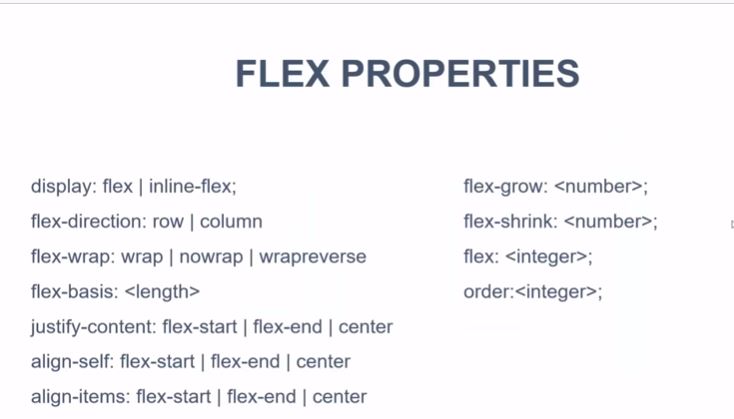 FLEX PROPERTIES
display: flex | inline-flex;
flex-direction: row | column
flex-wrap: wrap | nowrap | wrapreverse
flex-basis: <length>
justify-content: flex-start | flex-end | center
align-self: flex-start | flex-end | center
align-items: flex-start | flex-end | center
flex-grow: <number>;
flex-shrink: <number>;
flex: <integer>;
order:<integer>;